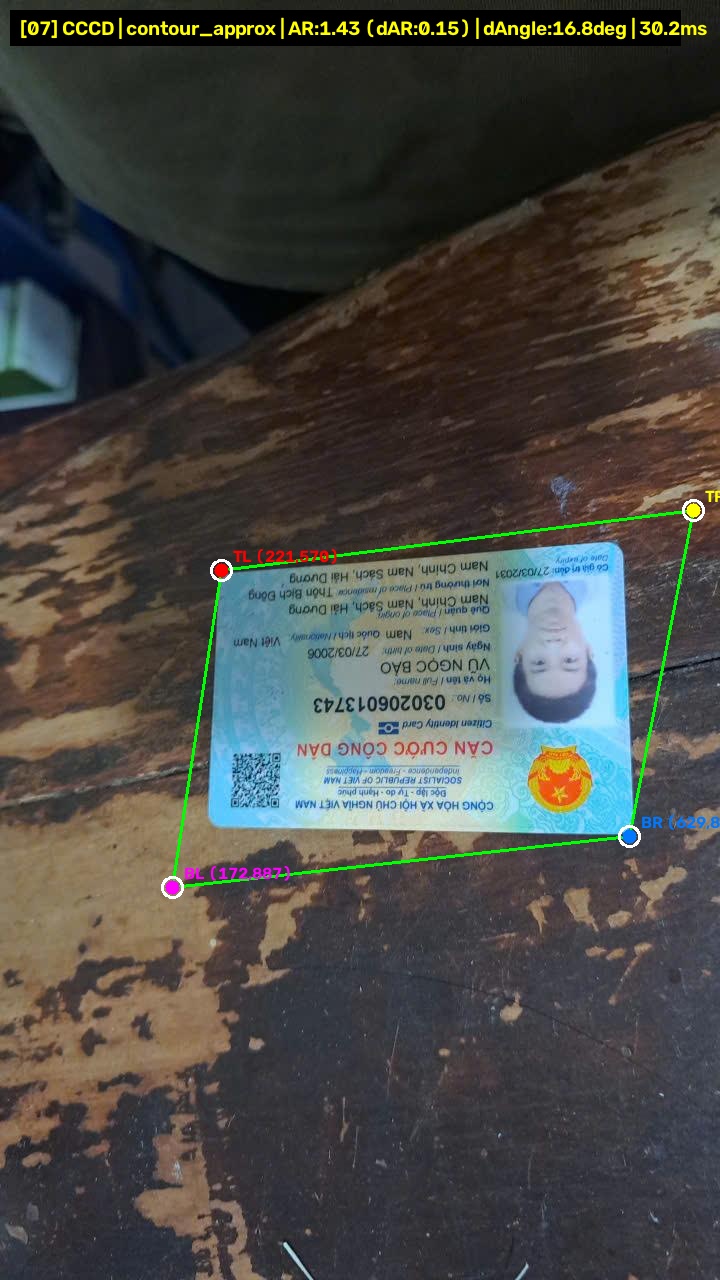 [07] CCCD | contour_approx | AR:1.43 (dAR:0.15) | dAngle:16.8deg | 30.2ms
TL (221,570)
BL (172,887)
CỘNG HÒA XÃ HỘI CHỦ NGHĨA VIỆT NAM
Độc lập - Tự do - Hạnh phúc
SOCIALIST REPUBLIC OF VIET NAM
Independence - Freedom - Happiness
CĂN CƯỚC CÔNG DÂN
Citizen Identity Card
Số / No.: 030206013743
Họ và tên / Full name:
VŨ NGỌC BẢO
Ngày sinh / Date of birth: 27/03/2006
Giới tính / Sex: Nam Quốc tịch / Nationality: Việt Nam
Quê quán / Place of origin:
Nam Chính, Nam Sách, Hải Dương
Nơi thường trú / Place of residence: Thôn Bịch Đông
Nam Chính, Nam Sách, Hải Dương
Có giá trị đến: 27/03/2031
Date of expiry